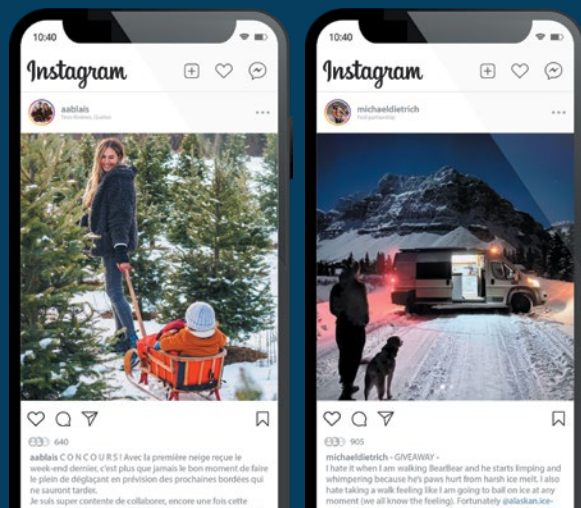 10:40
Instagram
aablais
Trois-Rivières, Québec
640
aablais C O N C O U R S ! Avec la première neige reçue le
week-end dernier, c'est plus que jamais le bon moment de faire
le plein de déglaçant en prévision des prochaines bordées qui
ne sauront tarder.
Je suis super contente de collaborer, encore une fois cette
10:40
Instagram
michaeldietrich
Paid partnership
905
michaeldietrich - GIVEAWAY -
I hate it when I am walking BearBear and he starts limping and
whimpering because he's paws hurt from harsh ice melt. I also
hate taking a walk feeling like I am going to bail on ice at any
moment (we all know the feeling). Fortunately @alaskan.ice-